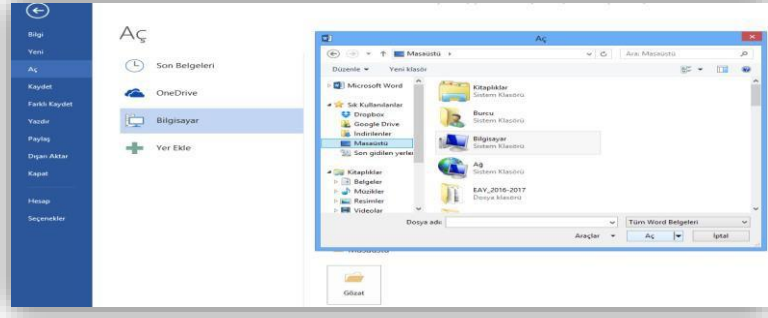 Bilgi
Yeni
Aç
Kaydet
Farklı Kaydet
Yazdır
Paylaş
Dışarı Aktar
Kapat
Hesap
Seçenekler
Aç
Son Belgeleri
OneDrive
Bilgisayar
Yer Ekle
Aç
Masaüstü
Ara: Masaüstü
Düzenle
Yeni klasör
Microsoft Word
Sık Kullanılanlar
Dropbox
Google Drive
İndirilenler
Masaüstü
Son gidilen yerler
Kitaplıklar
Belgeler
Müzikler
Resimler
Videolar
Kitaplıklar
Sistem Klasörü
Burcu
Sistem Klasörü
Bilgisayar
Sistem Klasörü
Ağ
Sistem Klasörü
EAY_2016-2017
Dosya klasörü
Dosya adı:
Tüm Word Belgeleri
Araçlar
Aç
İptal
Masaüstü
Gözat